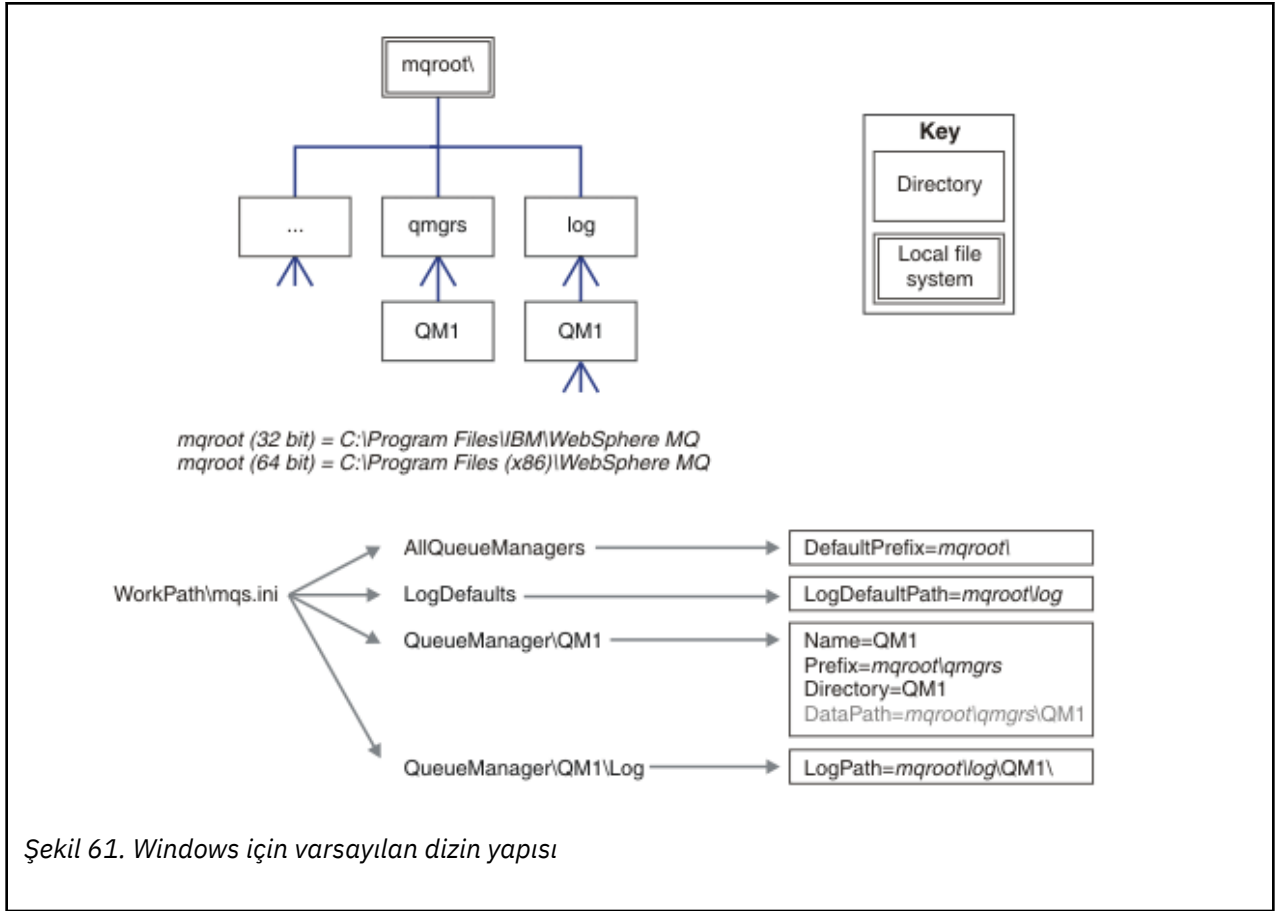 mqroot\
Key
Directory
Local file
system
...
qmgrs
log
QM1
QM1
mqroot (32 bit) = C:\Program Files\IBM\WebSphere MQ
mqroot (64 bit) = C:\Program Files (x86)\WebSphere MQ
WorkPath\mqs.ini
AllQueueManagers
DefaultPrefix=mqroot\
LogDefaults
LogDefaultPath=mqroot\log
QueueManager\QM1
Name=QM1
Prefix=mqroot\qmgrs
Directory=QM1
DataPath=mqroot\qmgrs\QM1
QueueManager\QM1\Log
LogPath=mqroot\log\QM1\
Şekil 61. Windows için varsayılan dizin yapısı